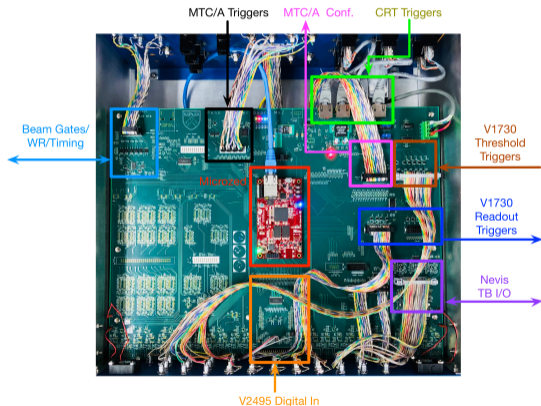 MTC/A Triggers
MTC/A Conf.
CRT Triggers
Beam Gates/
WR/Timing
V1730
Threshold
Triggers
Microzed
V1730
Readout
Triggers
Nevis
TB I/O
V2495 Digital In